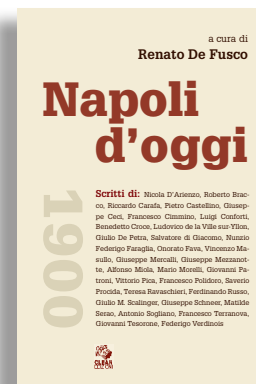 a cura di
Renato De Fusco
Napoli
d'oggi
1900
Scritti di: Nicola D'Arienzo, Roberto Brac-
co, Riccardo Carafa, Pietro Castellino, Giusep-
pe Ceci, Francesco Cimmino, Luigi Conforti,
Benedetto Croce, Ludovico de la Ville sur-Yllon,
Giulio De Petra, Salvatore di Giacomo, Nunzio
Federigo Faraglia, Onorato Fava, Vincenzo Ma-
sullo, Giuseppe Mercalli, Giuseppe Mezzanot-
te, Alfonso Miola, Mario Morelli, Giovanni Pa-
troni, Vittorio Pica, Francesco Polidoro, Saverio
Procida, Teresa Ravaschieri, Ferdinando Russo,
Giulio M. Scalinger, Giuseppe Schneer, Matilde
Serao, Antonio Sogliano, Francesco Terranova,
Giovanni Tesorone, Federigo Verdinois
CLEAN
EDIZIONI